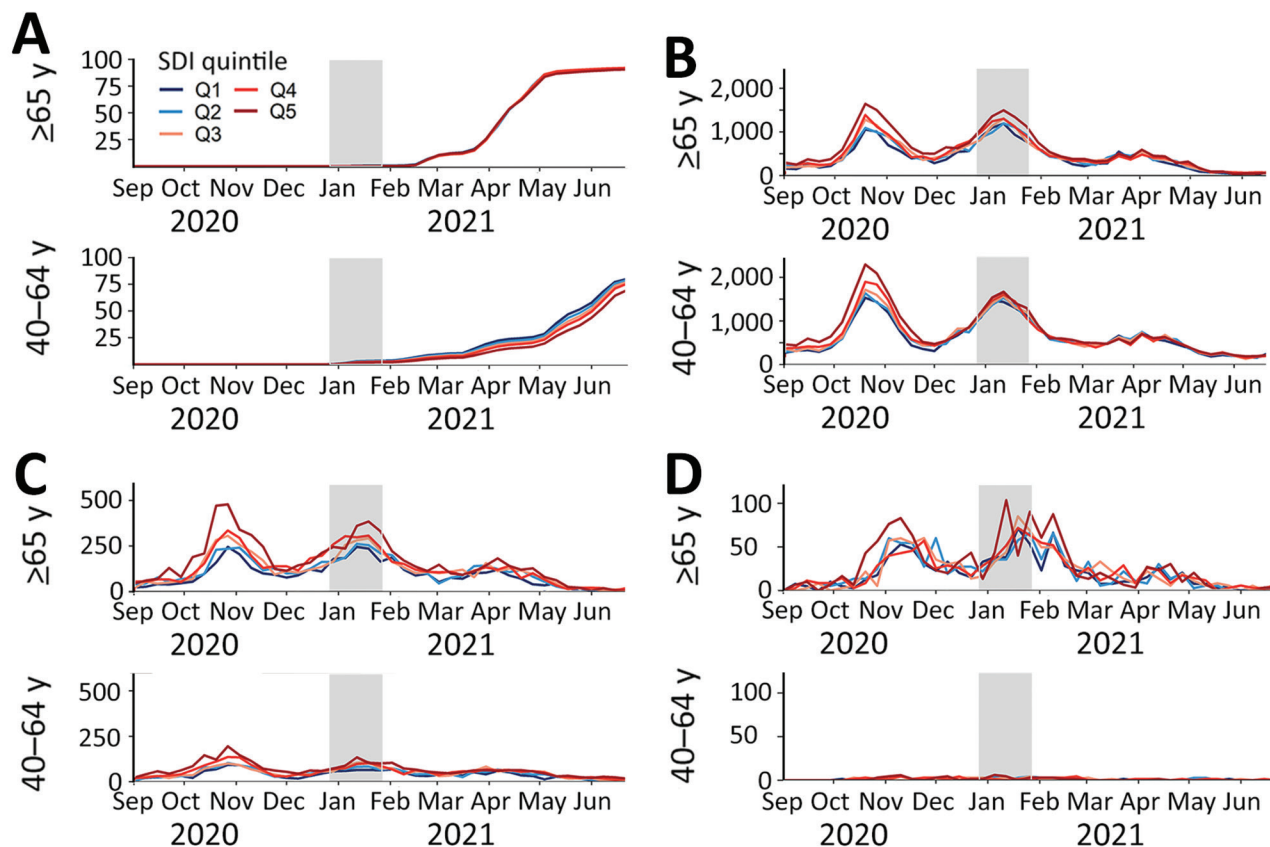 A
≥65 y
100
75
50
25
0
SDI quintile
Q1 Q4
Q2 Q5
Q3
Sep Oct Nov Dec Jan Feb Mar Apr May Jun
2020 2021
40–64 y
100
75
50
25
0
Sep Oct Nov Dec Jan Feb Mar Apr May Jun
2020 2021
B
≥65 y
2,000
1,000
0
Sep Oct Nov Dec Jan Feb Mar Apr May Jun
2020 2021
40–64 y
2,000
1,000
0
Sep Oct Nov Dec Jan Feb Mar Apr May Jun
2020 2021
C
≥65 y
500
250
0
Sep Oct Nov Dec Jan Feb Mar Apr May Jun
2020 2021
40–64 y
500
250
0
Sep Oct Nov Dec Jan Feb Mar Apr May Jun
2020 2021
D
≥65 y
100
50
0
Sep Oct Nov Dec Jan Feb Mar Apr May Jun
2020 2021
40–64 y
100
50
0
Sep Oct Nov Dec Jan Feb Mar Apr May Jun
2020 2021